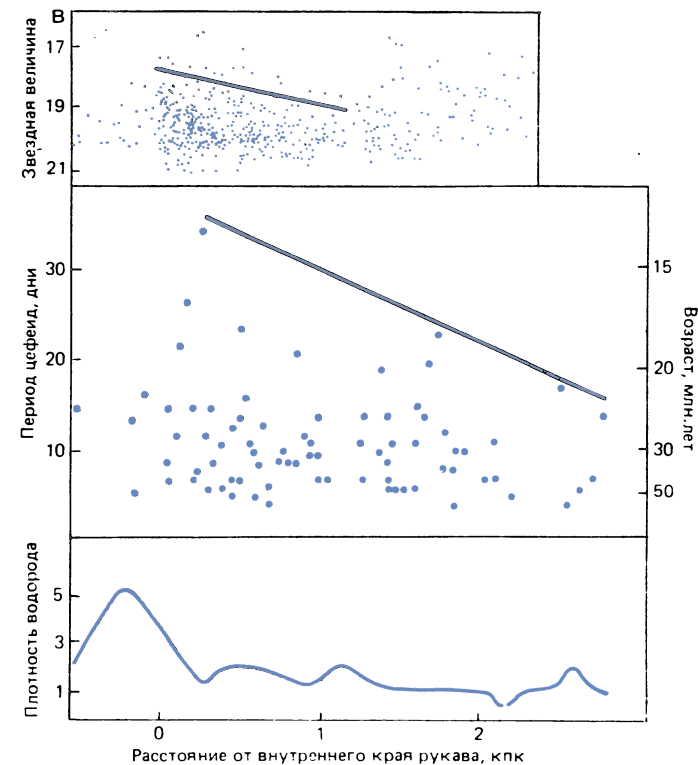 В
17
19
21
Звездная величина
30
20
10
Период цефеид, дни
15
20
30
50
Возраст, млн.лет
5
3
1
Плотность водорода
0
1
2
Расстояние от внутреннего края рукава, кпк